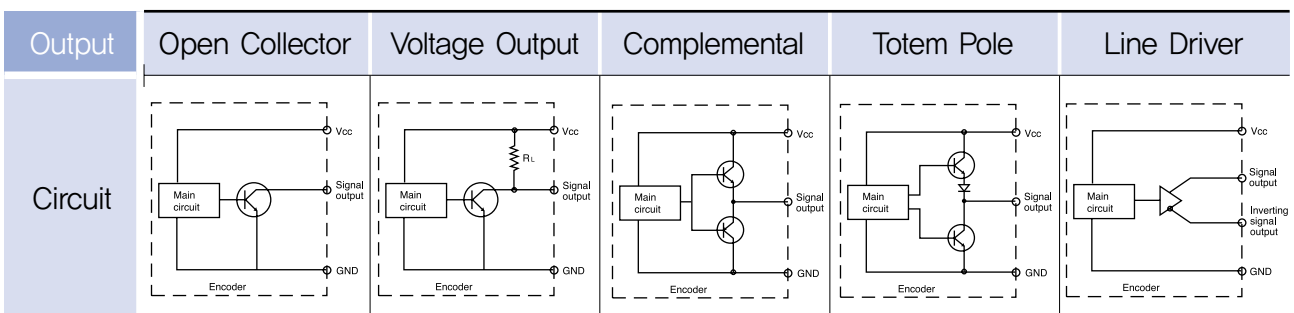 Output
Open Collector
Voltage Output
Complemental
Totem Pole
Line Driver
Circuit
Main
circuit
Vcc
Signal
output
GND
Encoder
Main
circuit
Vcc
RL
Signal
output
GND
Encoder
Main
circuit
Vcc
Signal
output
GND
Encoder
Main
circuit
Vcc
Signal
output
GND
Encoder
Main
circuit
Vcc
Signal
output
Inverting
signal
output
GND
Encoder